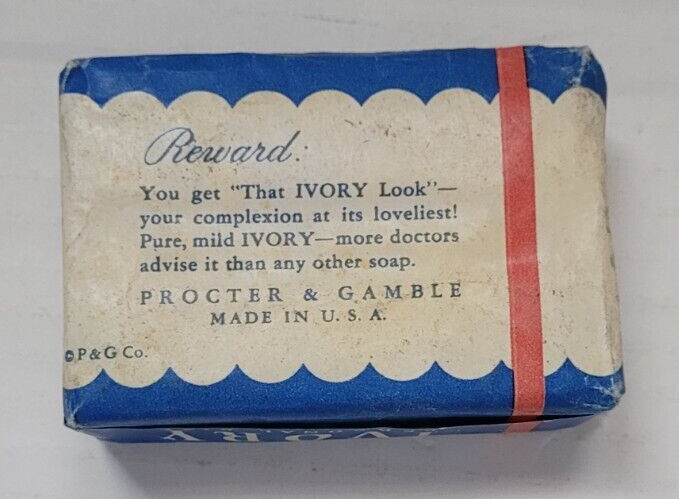 Reward:
You get "That IVORY Look"—
your complexion at its loveliest!
Pure, mild IVORY—more doctors
advise it than any other soap.
PROCTER & GAMBLE
MADE IN U. S. A.
© P & G Co.
IVORY